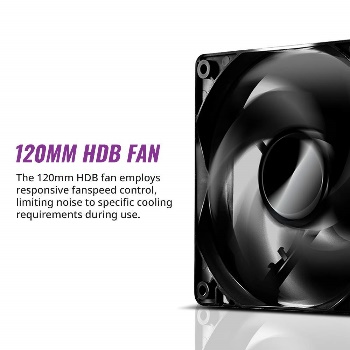 120MM HDB FAN
The 120mm HDB fan employs
responsive fanspeed control,
limiting noise to specific cooling
requirements during use.